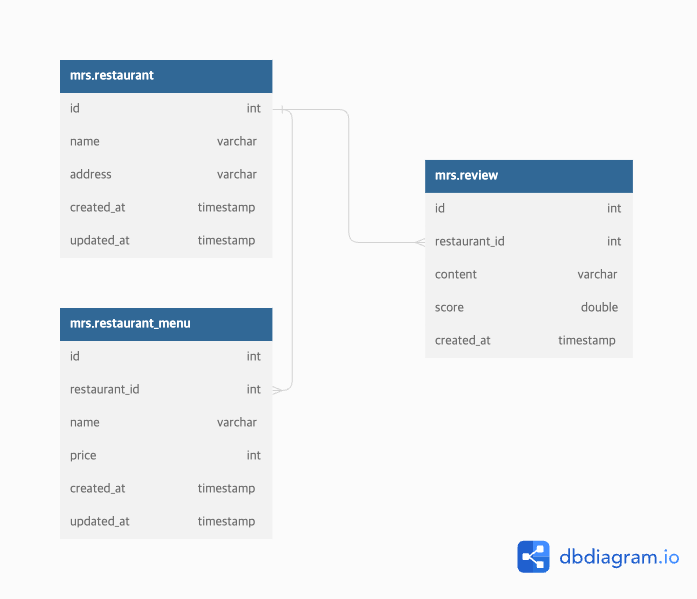 mrs.restaurant
id int
name varchar
address varchar
created_at timestamp
updated_at timestamp
mrs.review
id int
restaurant_id int
content varchar
score double
created_at timestamp
mrs.restaurant_menu
id int
restaurant_id int
name varchar
price int
created_at timestamp
updated_at timestamp
dbdiagram.io